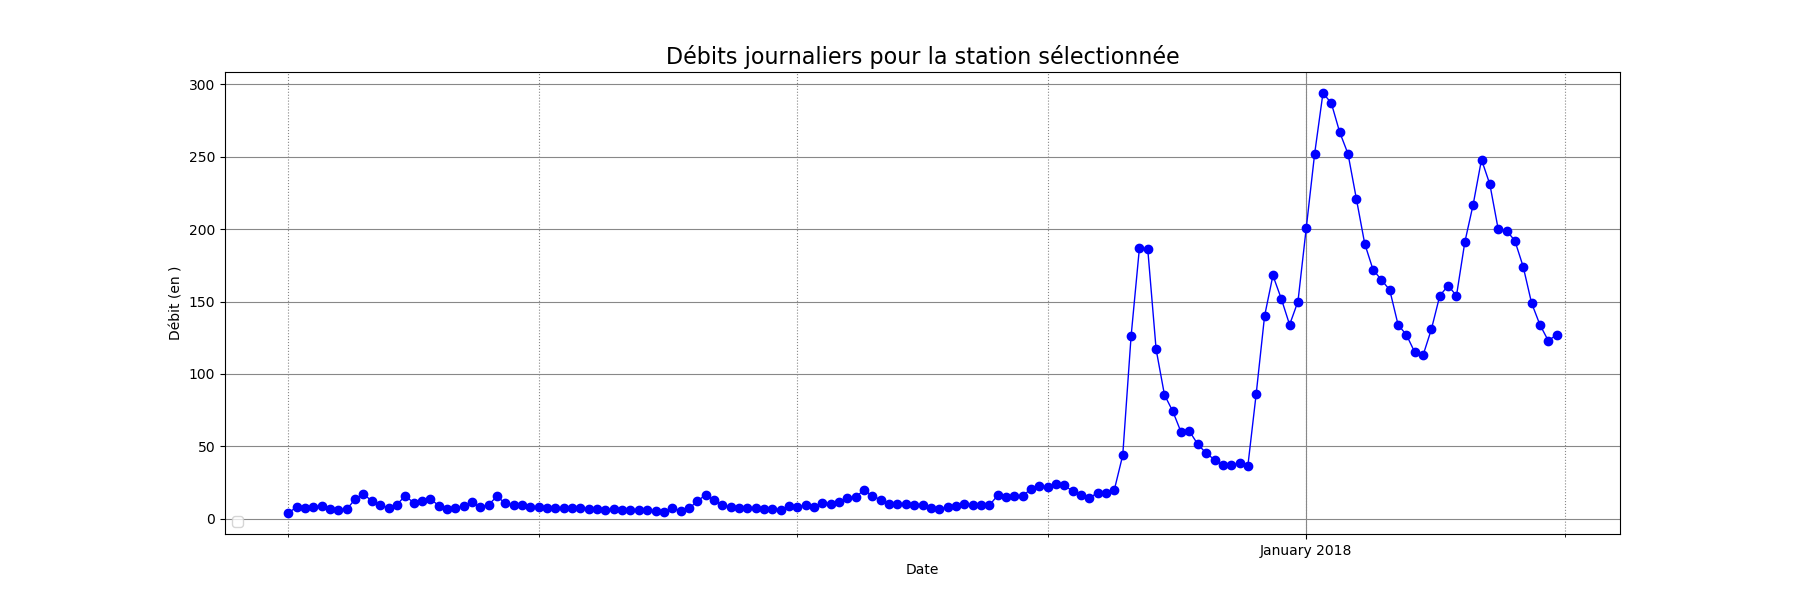 Débits journaliers pour la station sélectionnée
300
250
200
150
100
50
0
Débit (en )
January 2018
Date